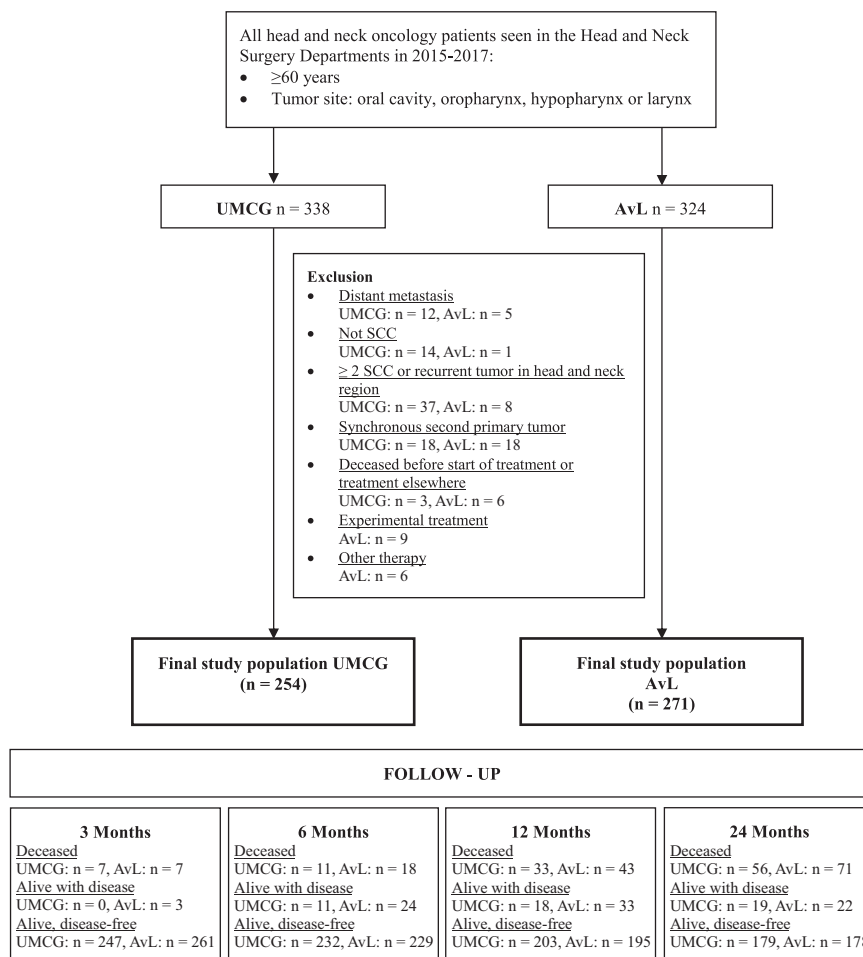 All head and neck oncology patients seen in the Head and Neck
Surgery Departments in 2015-2017:
• ≥60 years
• Tumor site: oral cavity, oropharynx, hypopharynx or larynx
UMCG n = 338
AvL n = 324
Exclusion
• Distant metastasis
UMCG: n = 12, AvL: n = 5
• Not SCC
UMCG: n = 14, AvL: n = 1
• ≥ 2 SCC or recurrent tumor in head and neck
region
UMCG: n = 37, AvL: n = 8
• Synchronous second primary tumor
UMCG: n = 18, AvL: n = 18
• Deceased before start of treatment or
treatment elsewhere
UMCG: n = 3, AvL: n = 6
• Experimental treatment
AvL: n = 9
• Other therapy
AvL: n = 6
Final study population UMCG
(n = 254)
Final study population
AvL
(n = 271)
FOLLOW - UP
3 Months
Deceased
UMCG: n = 7, AvL: n = 7
Alive with disease
UMCG: n = 0, AvL: n = 3
Alive, disease-free
UMCG: n = 247, AvL: n = 261
6 Months
Deceased
UMCG: n = 11, AvL: n = 18
Alive with disease
UMCG: n = 11, AvL: n = 24
Alive, disease-free
UMCG: n = 232, AvL: n = 229
12 Months
Deceased
UMCG: n = 33, AvL: n = 43
Alive with disease
UMCG: n = 18, AvL: n = 33
Alive, disease-free
UMCG: n = 203, AvL: n = 195
24 Months
Deceased
UMCG: n = 56, AvL: n = 71
Alive with disease
UMCG: n = 19, AvL: n = 22
Alive, disease-free
UMCG: n = 179, AvL: n = 178